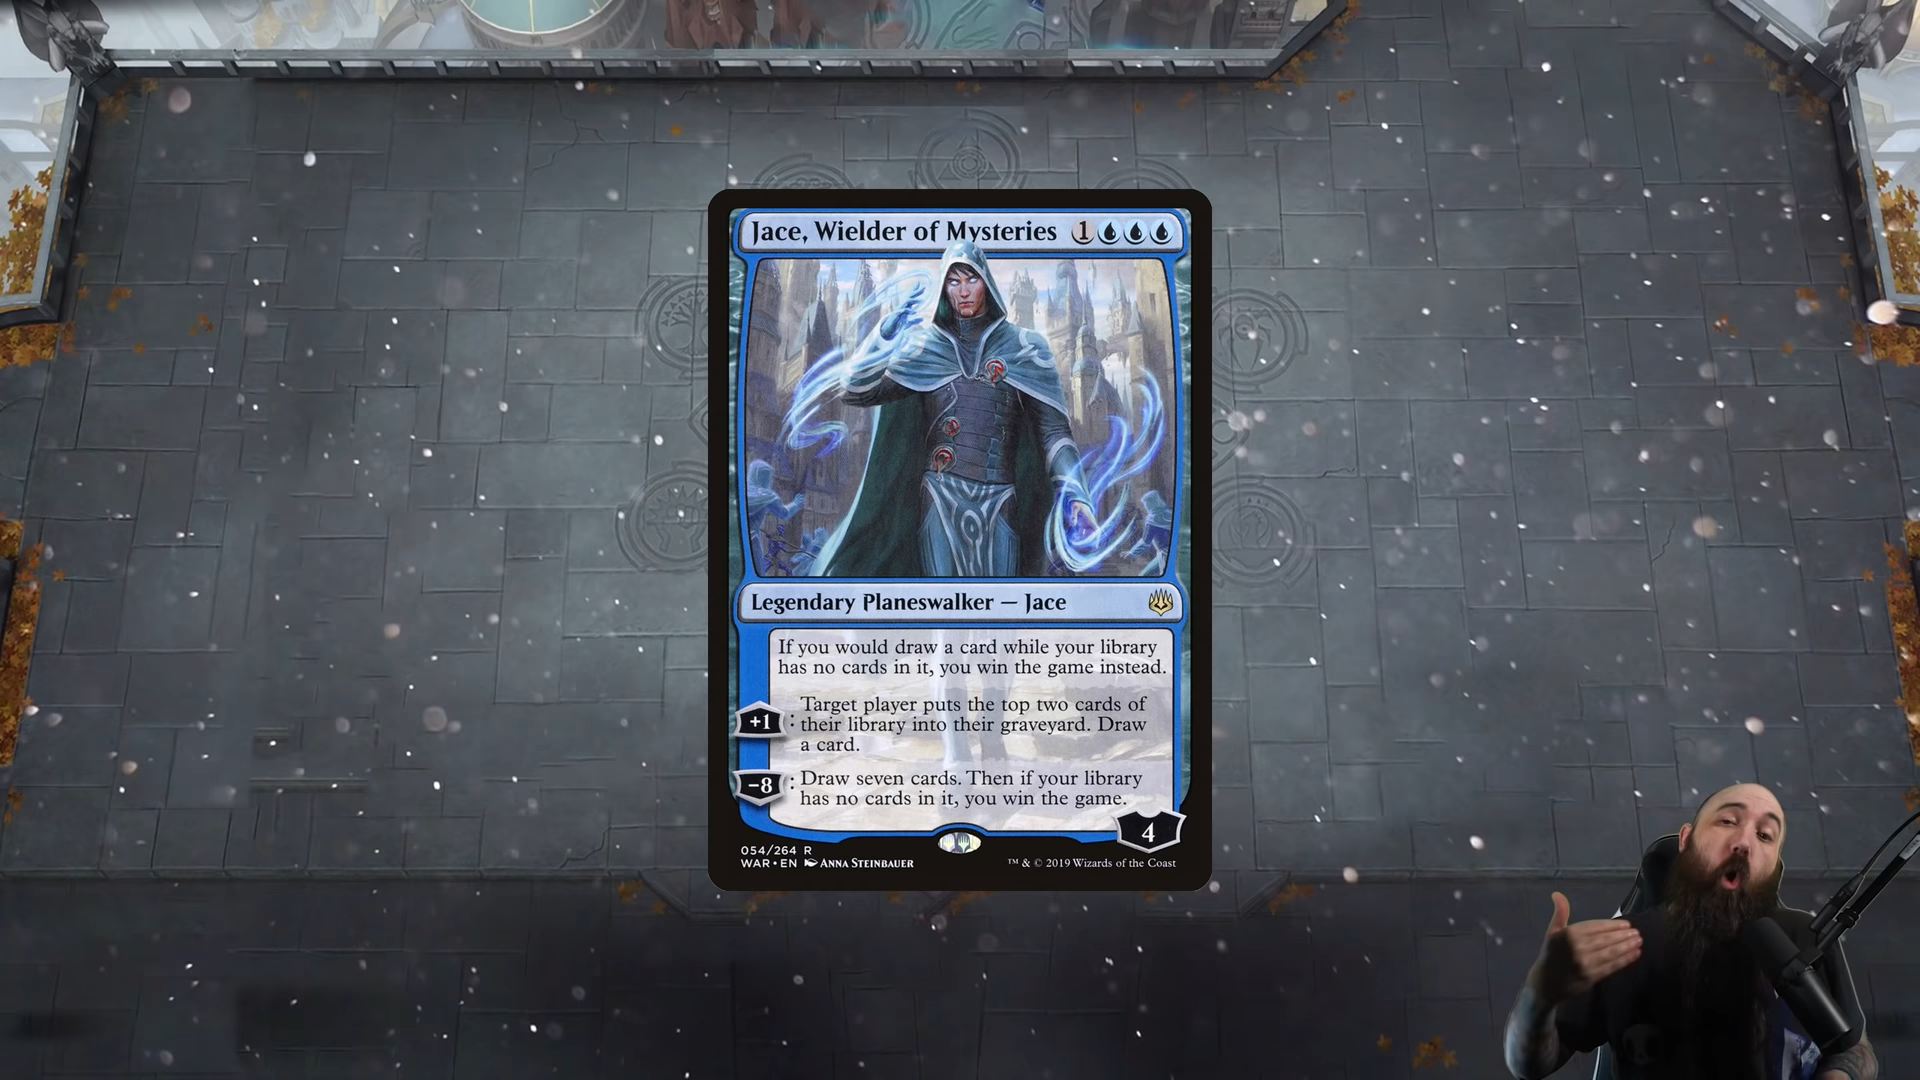 Jace, Wielder of Mysteries 1
Legendary Planeswalker — Jace
If you would draw a card while your library
has no cards in it, you win the game instead.
+1: Target player puts the top two cards of
their library into their graveyard. Draw
a card.
−8: Draw seven cards. Then if your library
has no cards in it, you win the game.
4
054/264 R
WAR • EN Anna Steinbauer
™ & © 2019 Wizards of the Coast